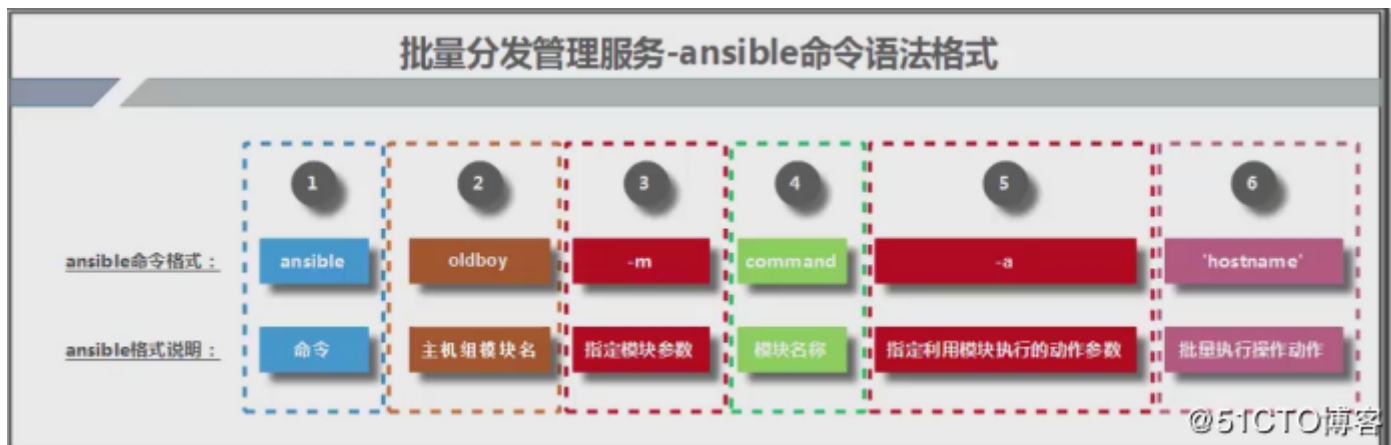 批量分发管理服务-ansible命令语法格式
1 2 3 4 5 6
ansible命令格式： ansible oldboy -m command -a 'hostname'
ansible格式说明： 命令 主机组模块名 指定模块参数 模块名称 指定利用模块执行的动作参数 批量执行操作动作
@51CTO博客